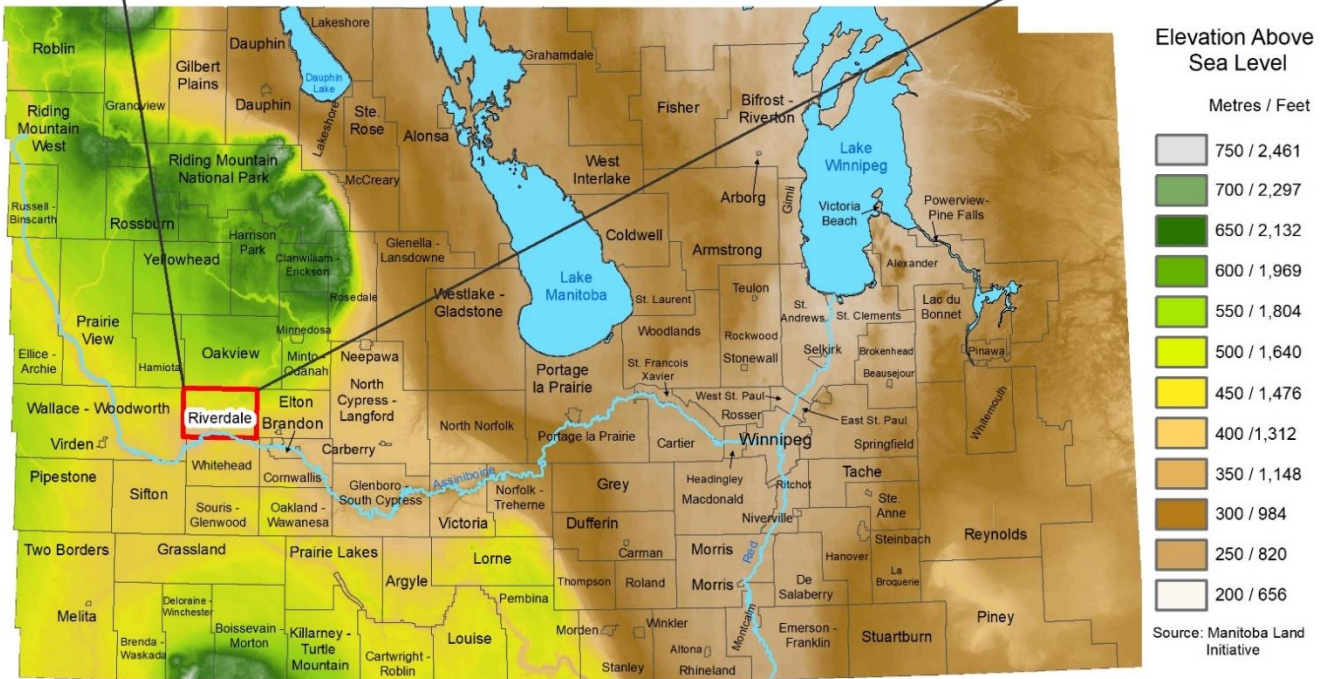 Roblin
Dauphin
Lakeshore
Gilbert
Plains
Grandview
Dauphin
Lake
Dauphin
Lakeshore
Ste.
Rose
Alonsa
Grahamdale
Fisher
Bifrost -
Riverton
Riding
Mountain
West
Riding Mountain
National Park
McCreary
West
Interlake
Lake
Winnipeg
Arborg
Gimli
Victoria
Beach
Powerview-
Pine Falls
Russell -
Binscarth
Rossburn
Harrison
Park
Yellowhead
Clanwilliam -
Erickson
Rosedale
Glenella -
Lansdowne
Westlake -
Gladstone
Lake
Manitoba
Coldwell
Armstrong
St. Laurent
Teulon
St.
Andrews
St. Clements
Alexander
Lac du
Bonnet
Pinawa
Prairie
View
Minnedosa
Oakview
Minto -
Odanah
Neepawa
Woodlands
Rockwood
Stonewall
Selkirk
Brokenhead
Beausejour
Whitemouth
Ellice -
Archie
Hamiota
Elton
North
Cypress -
Langford
Portage
la Prairie
St. Francois
Xavier
West St. Paul
Rosser
East St. Paul
Springfield
Wallace - Woodworth
Riverdale
Brandon
Virden
Whitehead
Cornwallis
Carberry
North Norfolk
Portage la Prairie
Cartier
Winnipeg
Pipestone
Sifton
Souris -
Glenwood
Oakland -
Wawanesa
Glenboro
South Cypress
Assiniboine
Norfolk -
Treherne
Victoria
Grey
Headingley
Macdonald
Ritchot
Tache
Ste.
Anne
Niverville
Two Borders
Grassland
Prairie Lakes
Argyle
Lorne
Dufferin
Carman
Morris
Red
Hanover
Steinbach
La
Broquerie
Reynolds
Melita
Deloraine -
Winchester
Brenda -
Waskada
Boissevain -
Morton
Killarney -
Turtle
Mountain
Cartwright -
Roblin
Louise
Pembina
Thompson
Roland
Morris
De
Salaberry
Montcalm
Morden
Winkler
Stanley
Altona
Rhineland
Emerson -
Franklin
Stuartburn
Piney
Elevation Above
Sea Level
Metres / Feet
750 / 2,461
700 / 2,297
650 / 2,132
600 / 1,969
550 / 1,804
500 / 1,640
450 / 1,476
400 /1,312
350 / 1,148
300 / 984
250 / 820
200 / 656
Source: Manitoba Land
Initiative